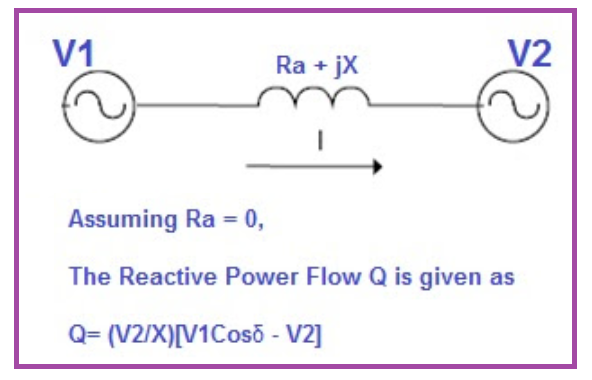 V1 V2
Ra + jX
I
Assuming Ra = 0,
The Reactive Power Flow Q is given as
Q= (V2/X)[V1Cosδ - V2]